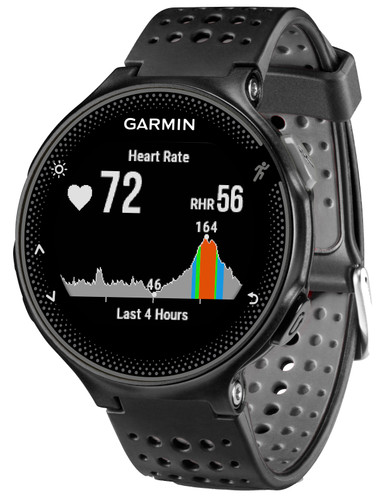 GARMIN
Heart Rate
72
RHR 56
164
46
Last 4 Hours